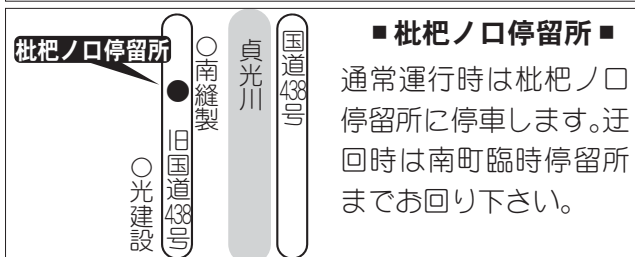 ■枇杷ノ口停留所■
通常運行時は枇杷ノ口
停留所に停車します。迂
回時は南町臨時停留所
までお回り下さい。
枇杷ノ口停留所
○南縫製
貞光川
国道438号
旧国道438号
○光建設